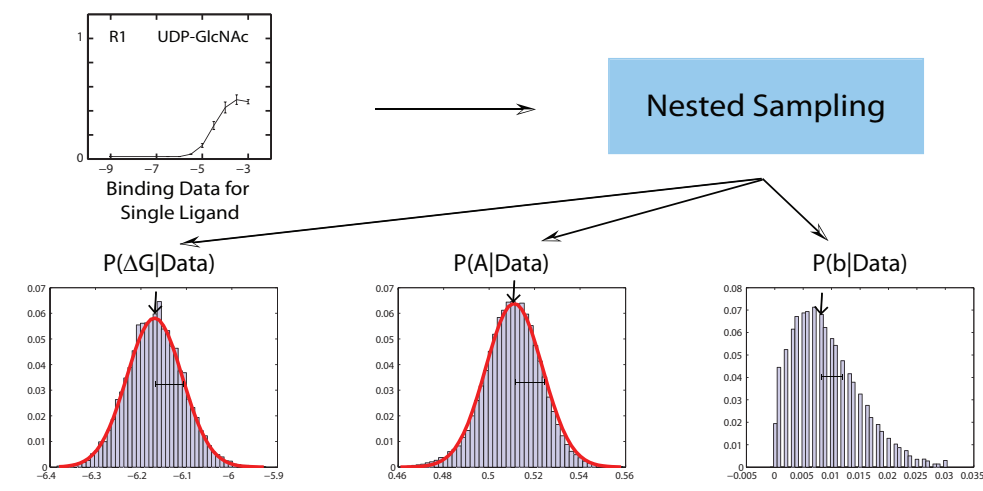 1
R1 UDP-GlcNAc
0
−9 −7 −5 −3
Binding Data for
Single Ligand
Nested Sampling
P(ΔG|Data)
0.07
0.06
0.05
0.04
0.03
0.02
0.01
0
−6.4 −6.3 −6.2 −6.1 −6 −5.9
P(A|Data)
0.07
0.06
0.05
0.04
0.03
0.02
0.01
0
0.46 0.48 0.50 0.52 0.54 0.56
P(b|Data)
0.08
0.07
0.06
0.05
0.04
0.03
0.02
0.01
0
−0.005 0 0.005 0.01 0.015 0.02 0.025 0.03 0.035